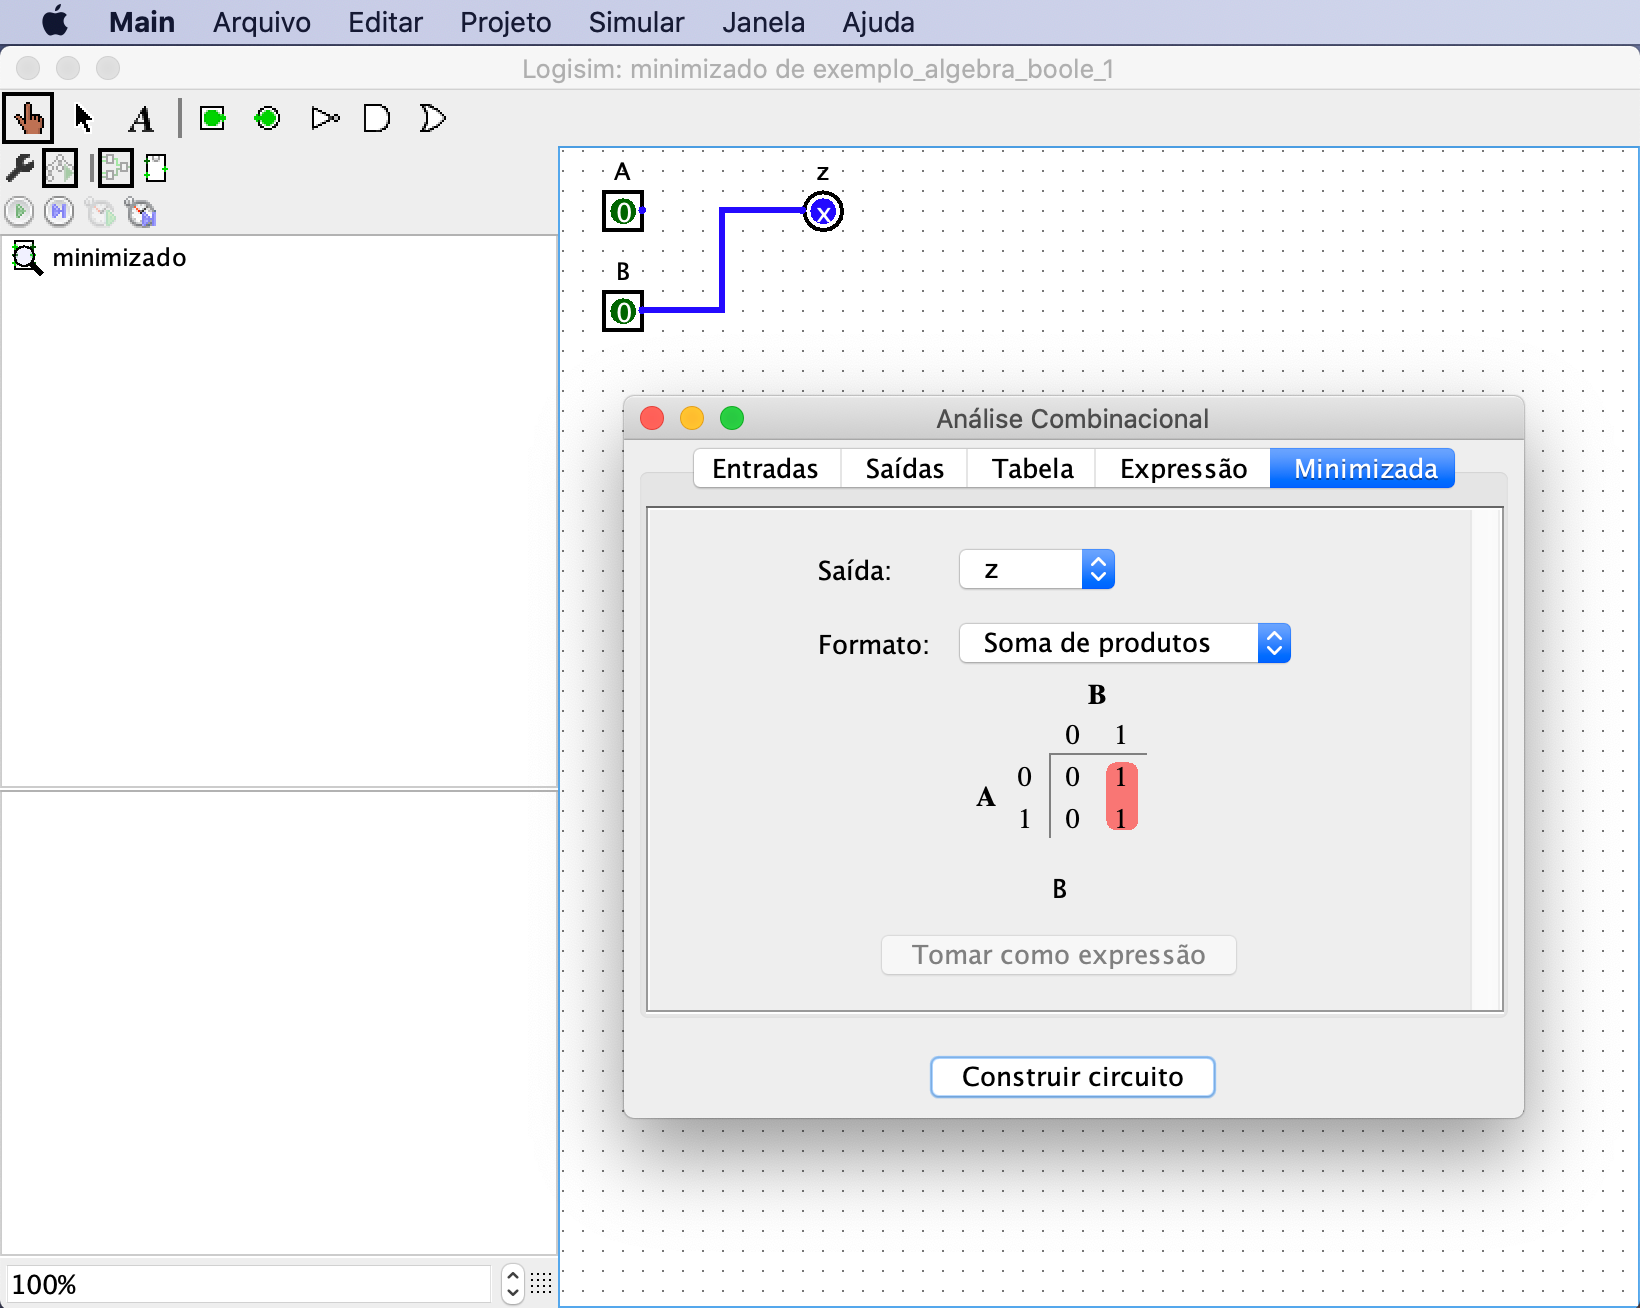 Main Arquivo Editar Projeto Simular Janela Ajuda
Logisim: minimizado de exemplo_algebra_boole_1
A
A z
0 x
minimizado
B
0
Análise Combinacional
Entradas Saídas Tabela Expressão Minimizada
Saída: z
Formato: Soma de produtos
B
0 1
0 0 1
A
1 0 1
B
Tomar como expressão
Construir circuito
100%